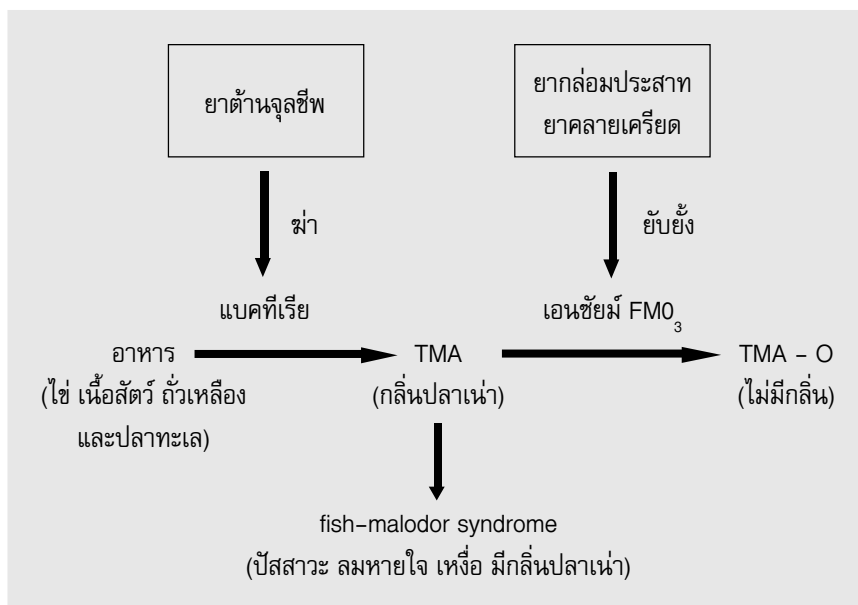 ยาต้านจุลชีพ
ยากล่อมประสาท
ยาคลายเครียด
ฆ่า
ยับยั้ง
แบคทีเรีย
เอนซัยม์ FM0₃
อาหาร
TMA
TMA - O
(ไข่ เนื้อสัตว์ ถั่วเหลือง
และปลาทะเล)
(กลิ่นปลาเน่า)
(ไม่มีกลิ่น)
fish-malodor syndrome
(ปัสสาวะ ลมหายใจ เหงื่อ มีกลิ่นปลาเน่า)